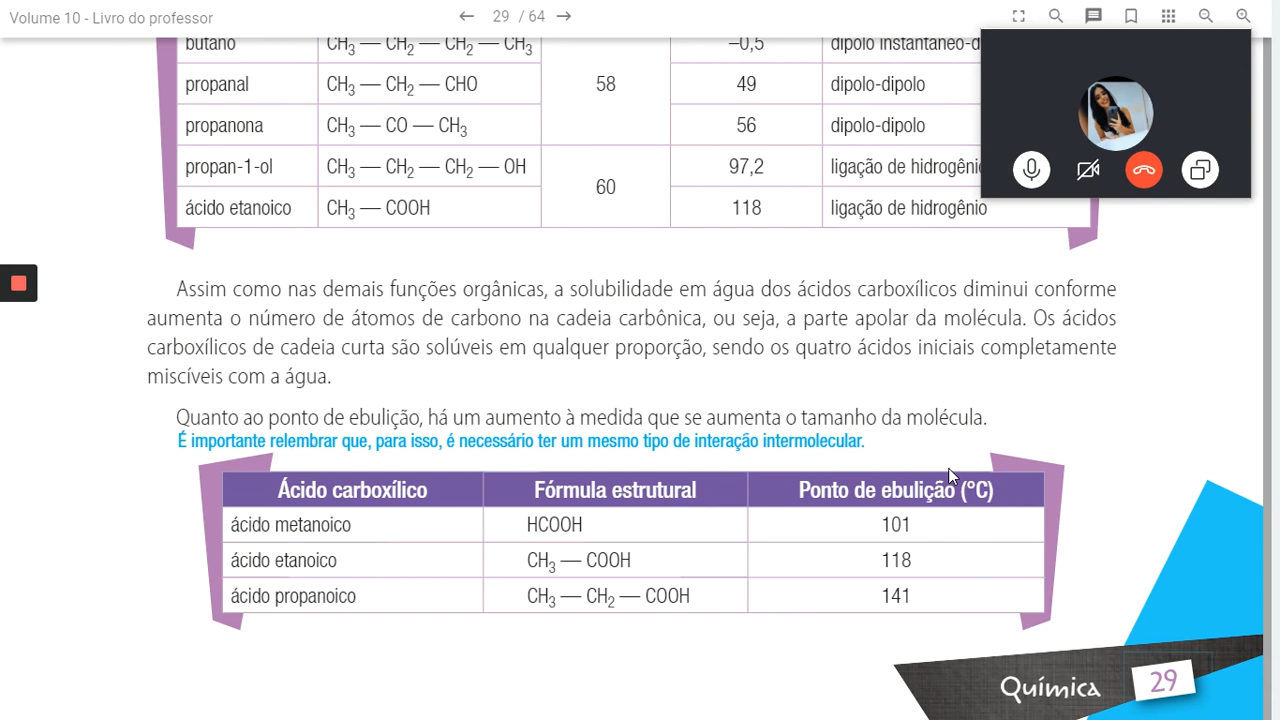 Volume 10 - Livro do professor
29 / 64
butano CH₃ — CH₂ — CH₂ — CH₃ –0,5 dipolo instantâneo-d
propanal CH₃ — CH₂ — CHO 58 49 dipolo-dipolo
propanona CH₃ — CO — CH₃ 56 dipolo-dipolo
propan-1-ol CH₃ — CH₂ — CH₂ — OH 60 97,2 ligação de hidrogêni
ácido etanoico CH₃ — COOH 118 ligação de hidrogênio
Assim como nas demais funções orgânicas, a solubilidade em água dos ácidos carboxílicos diminui conforme
aumenta o número de átomos de carbono na cadeia carbônica, ou seja, a parte apolar da molécula. Os ácidos
carboxílicos de cadeia curta são solúveis em qualquer proporção, sendo os quatro ácidos iniciais completamente
miscíveis com a água.
Quanto ao ponto de ebulição, há um aumento à medida que se aumenta o tamanho da molécula.
É importante relembrar que, para isso, é necessário ter um mesmo tipo de interação intermolecular.
Ácido carboxílico Fórmula estrutural Ponto de ebulição (°C)
ácido metanoico HCOOH 101
ácido etanoico CH₃ — COOH 118
ácido propanoico CH₃ — CH₂ — COOH 141
Química 29